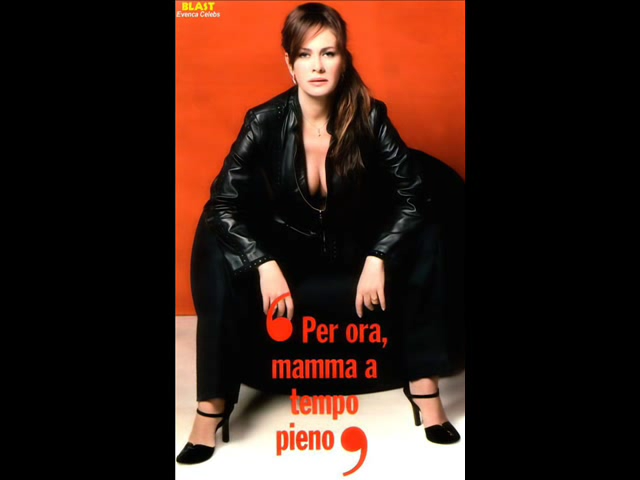 BLAST
Evenca Celebs
‘Per ora,
mamma a
tempo
pieno’